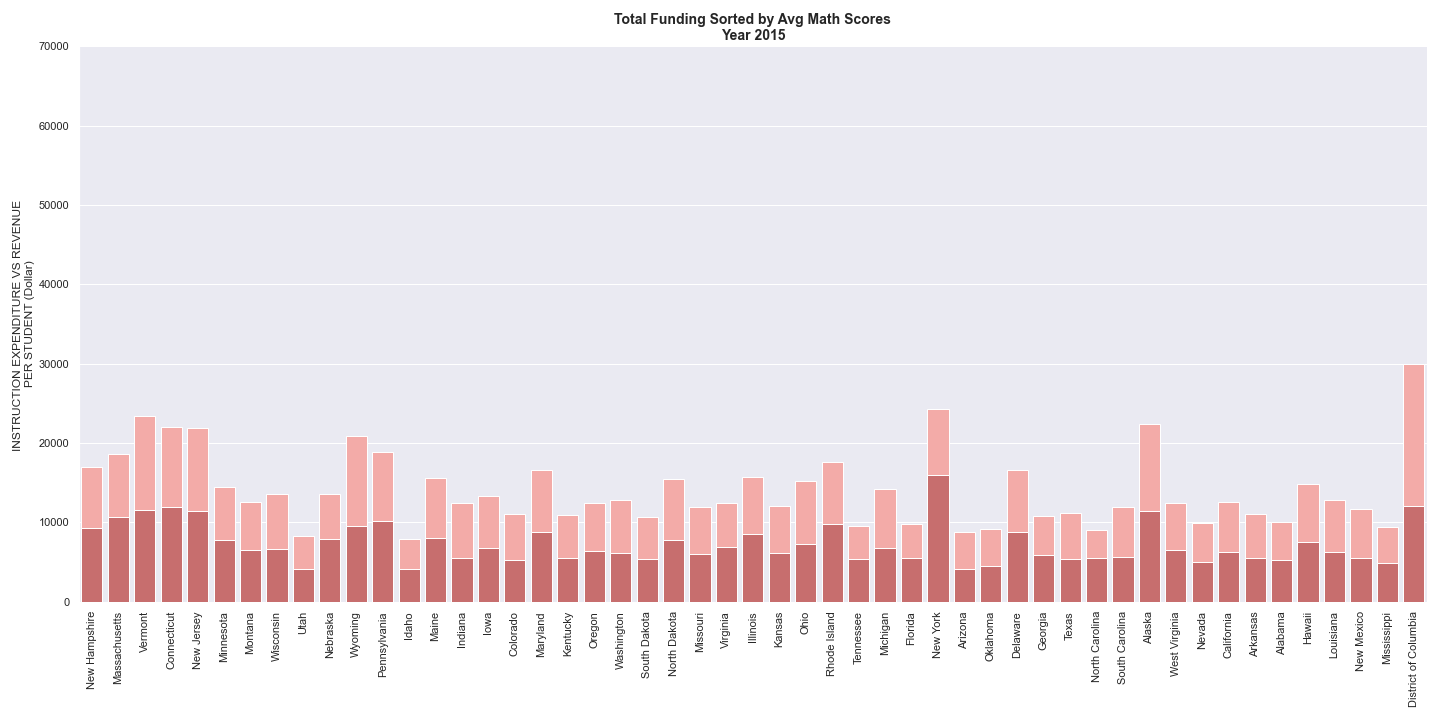 Total Funding Sorted by Avg Math Scores
Year 2015
INSTRUCTION EXPENDITURE VS REVENUE
PER STUDENT (Dollar)
70000
60000
50000
40000
30000
20000
10000
0
New Hampshire
Massachusetts
Vermont
Connecticut
New Jersey
Minnesota
Montana
Wisconsin
Utah
Nebraska
Wyoming
Pennsylvania
Idaho
Maine
Indiana
Iowa
Colorado
Maryland
Kentucky
Oregon
Washington
South Dakota
North Dakota
Missouri
Virginia
Illinois
Kansas
Ohio
Rhode Island
Tennessee
Michigan
Florida
New York
Arizona
Oklahoma
Delaware
Georgia
Texas
North Carolina
South Carolina
Alaska
West Virginia
Nevada
California
Arkansas
Alabama
Hawaii
Louisiana
New Mexico
Mississippi
District of Columbia